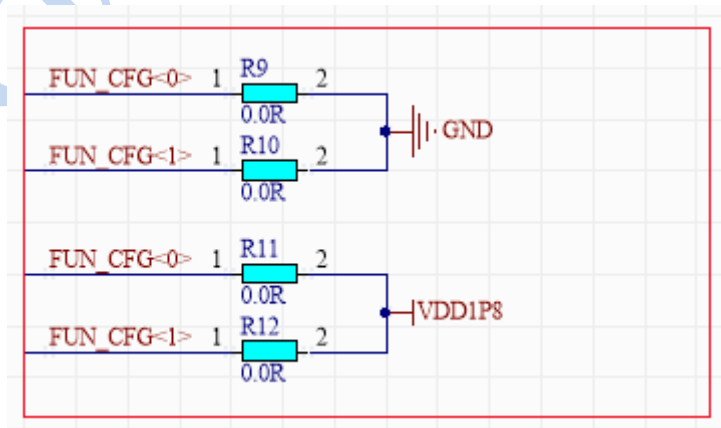 R9
FUN_CFG<0> 1 2
0.0R
GND
R10
FUN_CFG<1> 1 2
0.0R
R11
FUN_CFG<0> 1 2
0.0R
VDD1P8
R12
FUN_CFG<1> 1 2
0.0R